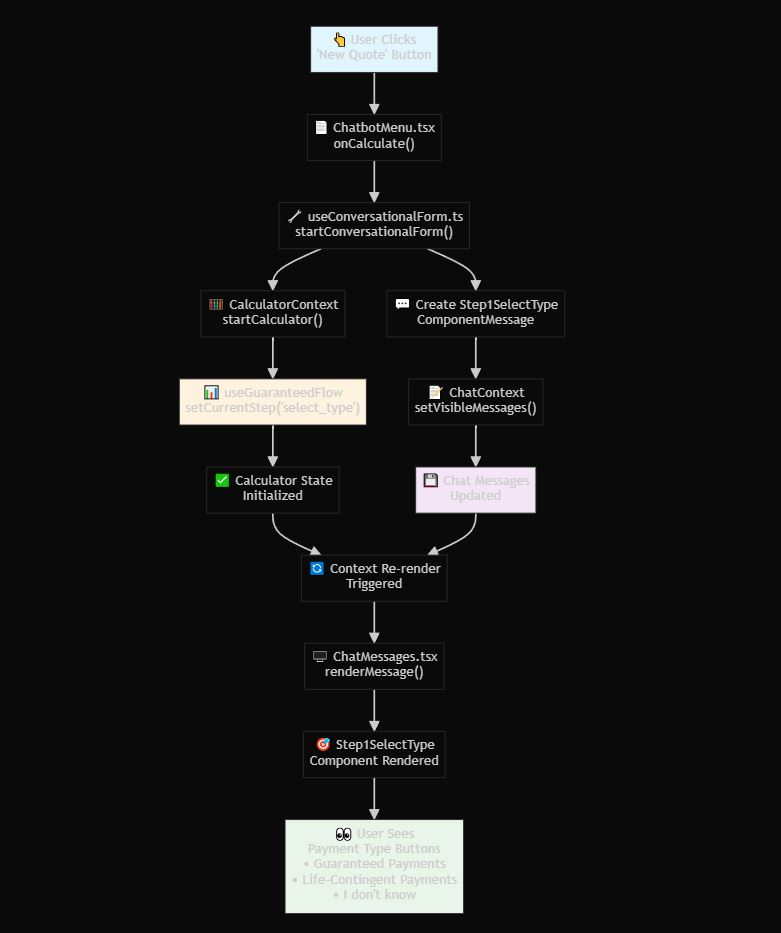 👆 User Clicks
'New Quote' Button
📄 ChatbotMenu.tsx
onCalculate()
🔧 useConversationalForm.ts
startConversationalForm()
🧮 CalculatorContext
startCalculator()
💬 Create Step1SelectType
ComponentMessage
📊 useGuaranteedFlow
setCurrentStep('select_type')
📝 ChatContext
setVisibleMessages()
✅ Calculator State
Initialized
💾 Chat Messages
Updated
🔄 Context Re-render
Triggered
🖥️ ChatMessages.tsx
renderMessage()
🎯 Step1SelectType
Component Rendered
👀 User Sees
Payment Type Buttons
• Guaranteed Payments
• Life-Contingent Payments
• I don't know